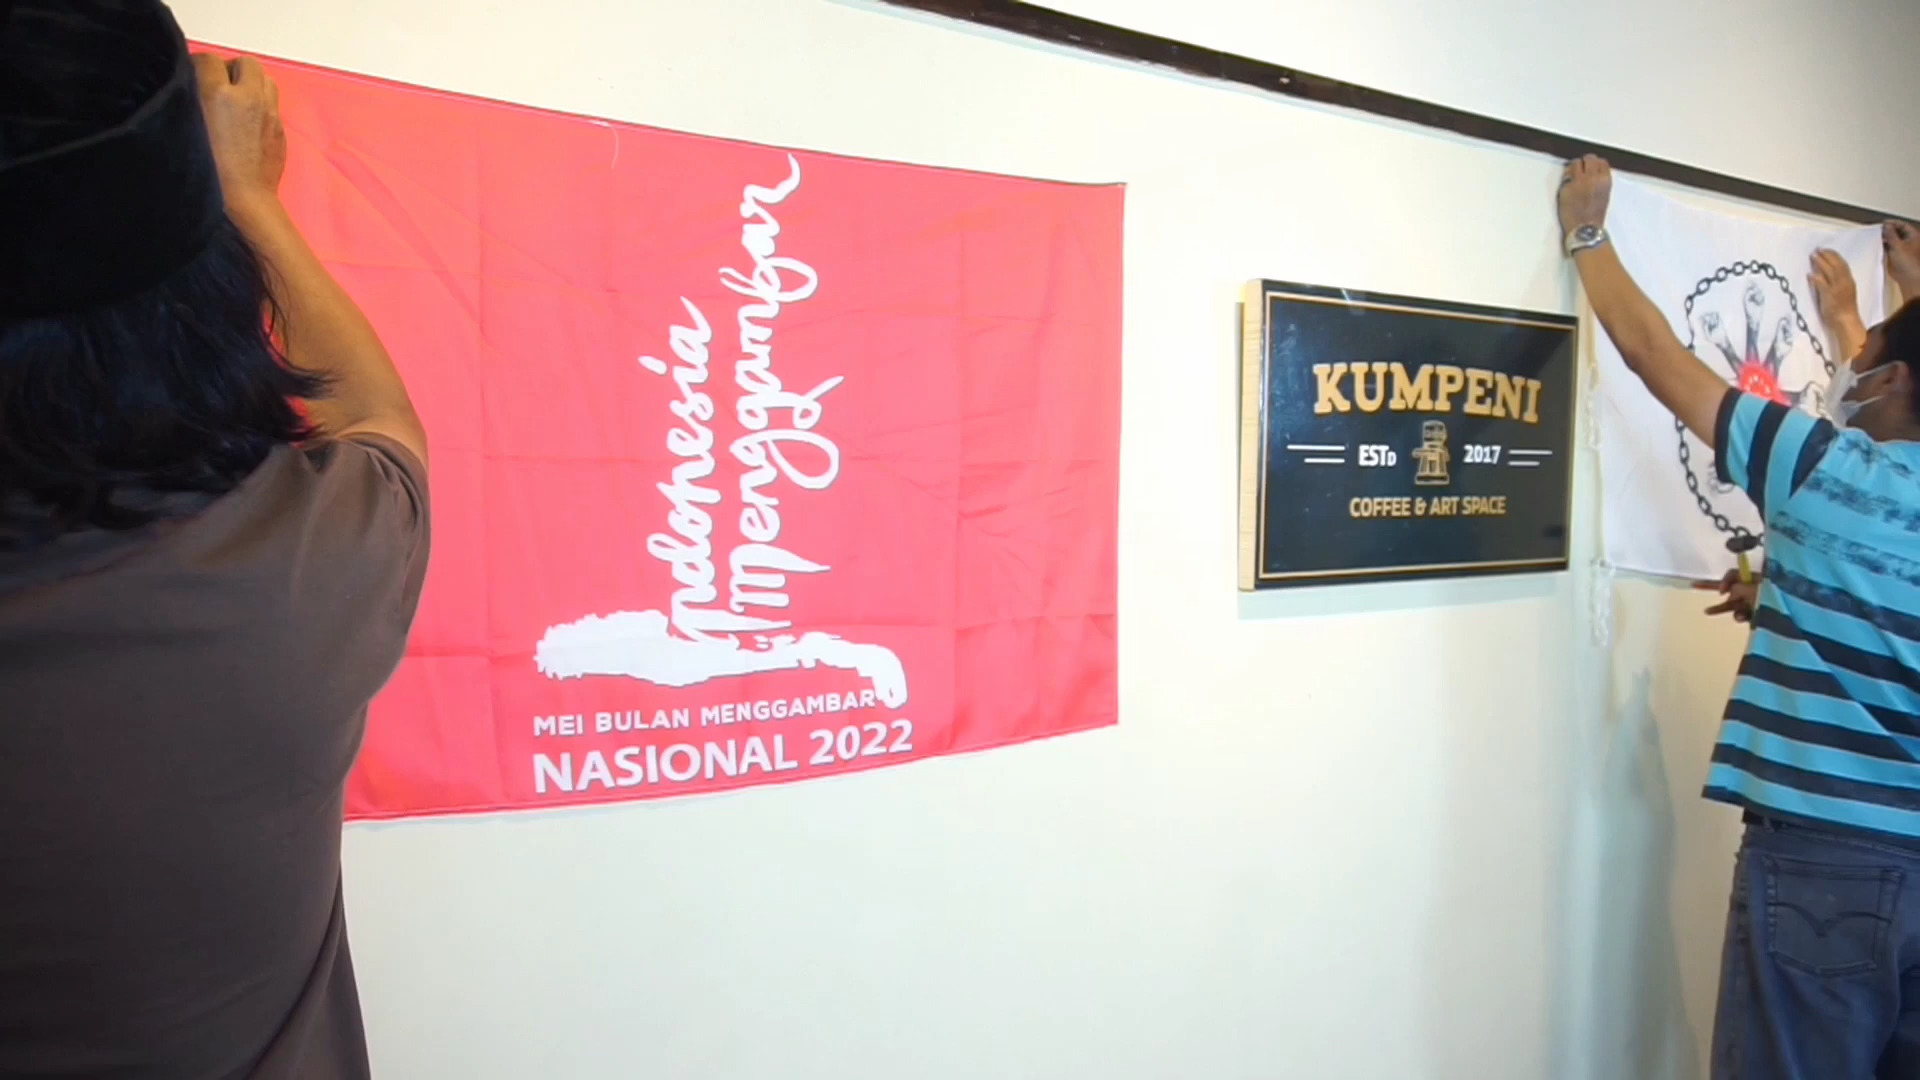 Indonesia
menggambar
MEI BULAN MENGGAMBAR
NASIONAL 2022
KUMPENI
ESTD 2017
COFFEE & ART SPACE